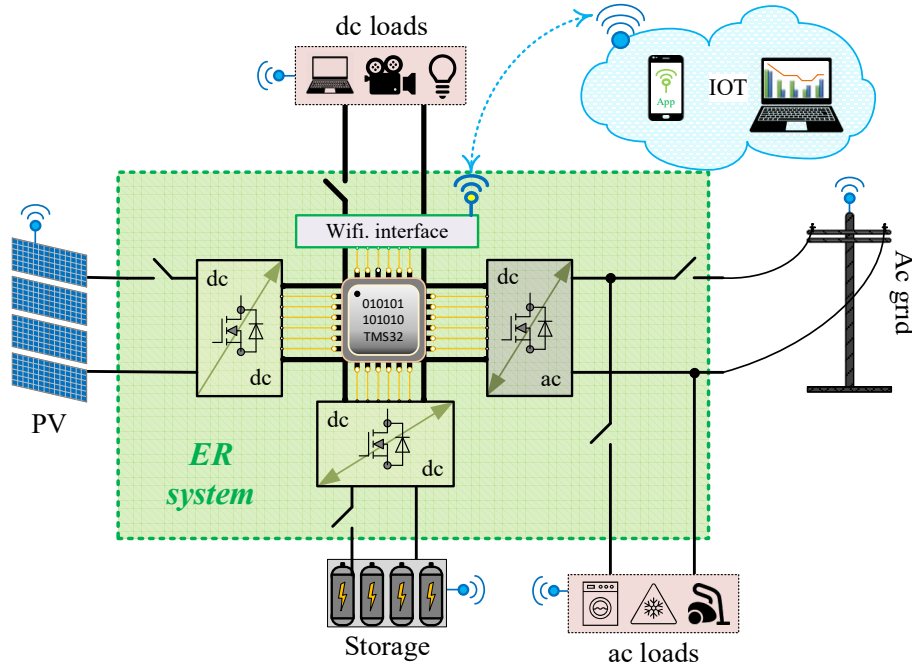 dc loads
App
IOT
Wifi. interface
dc
dc
010101
101010
TMS32
dc
ac
Ac grid
PV
dc
dc
ER
system
Storage
ac loads